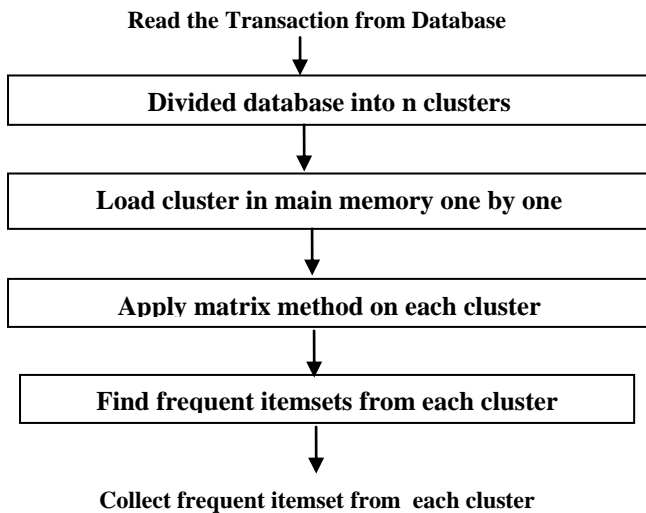 Read the Transaction from Database
Divided database into n clusters
Load cluster in main memory one by one
Apply matrix method on each cluster
Find frequent itemsets from each cluster
Collect frequent itemset from each cluster